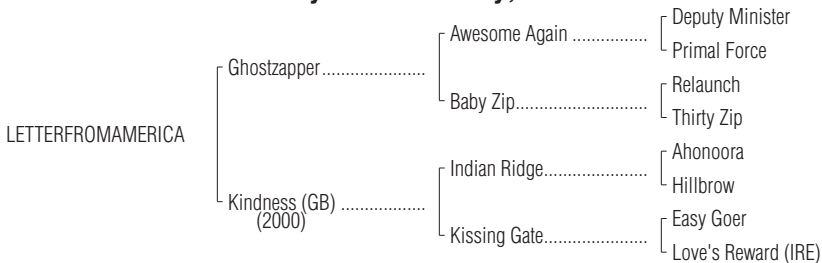 Deputy Minister
Awesome Again ................
Primal Force
Ghostzapper......................
Relaunch
Baby Zip............................
Thirty Zip
LETTERFROMAMERICA
Ahonoora
Indian Ridge......................
Hillbrow
Kindness (GB) ..................
(2000)
Easy Goer
Kissing Gate......................
Love's Reward (IRE)